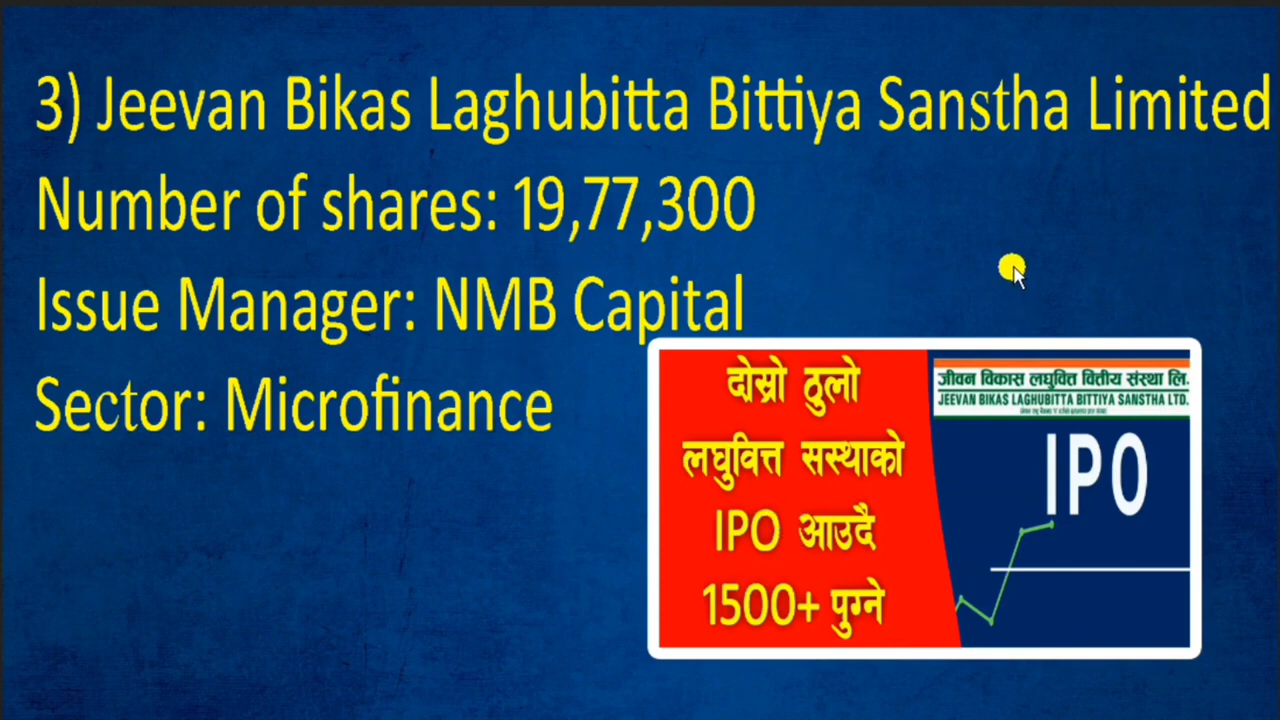 3) Jeevan Bikas Laghubitta Bittiya Sanstha Limited
Number of shares: 19,77,300
Issue Manager: NMB Capital
Sector: Microfinance
दोस्रो ठुलो
लघुवित्त संस्थाको
IPO आउदै
1500+ पुग्ने
जीवन विकास लघुवित्त वित्तीय संस्था लि.
JEEVAN BIKAS LAGHUBITTA BITTIYA SANSTHA LTD.
IPO